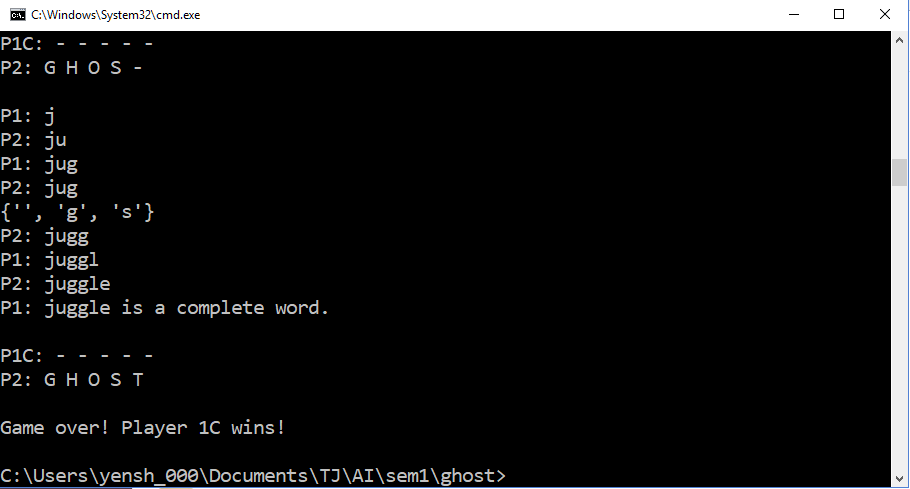 C:\Windows\System32\cmd.exe
P1C: - - - - -
P2: G H O S -
P1: j
P2: ju
P1: jug
P2: jug
{'', 'g', 's'}
P2: jugg
P1: juggl
P2: juggle
P1: juggle is a complete word.
P1C: - - - - -
P2: G H O S T
Game over! Player 1C wins!
C:\Users\yensh_000\Documents\TJ\AI\sem1\ghost>